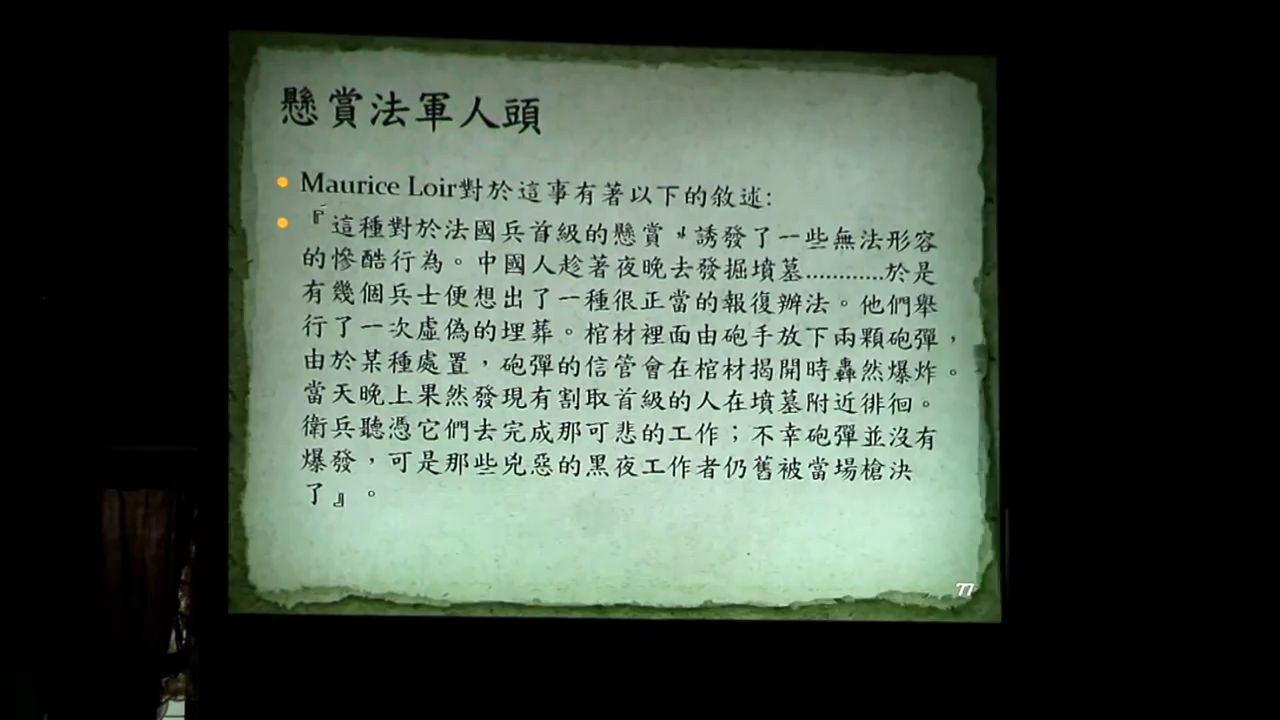 懸賞法軍人頭
Maurice Loir對於這事有著以下的敘述:
『這種對於法國兵首級的懸賞，誘發了一些無法形容
的慘酷行為。中國人趁著夜晚去發掘墳墓............於是
有幾個兵士便想出了一種很正當的報復辦法。他們舉
行了一次虛偽的埋葬。棺材裡面由砲手放下兩顆砲彈，
由於某種處置，砲彈的信管會在棺材揭開時轟然爆炸。
當天晚上果然發現有割取首級的人在墳墓附近徘徊。
衛兵聽憑它們去完成那可悲的工作；不幸砲彈並沒有
爆發，可是那些兇惡的黑夜工作者仍舊被當場槍決
了』。
77